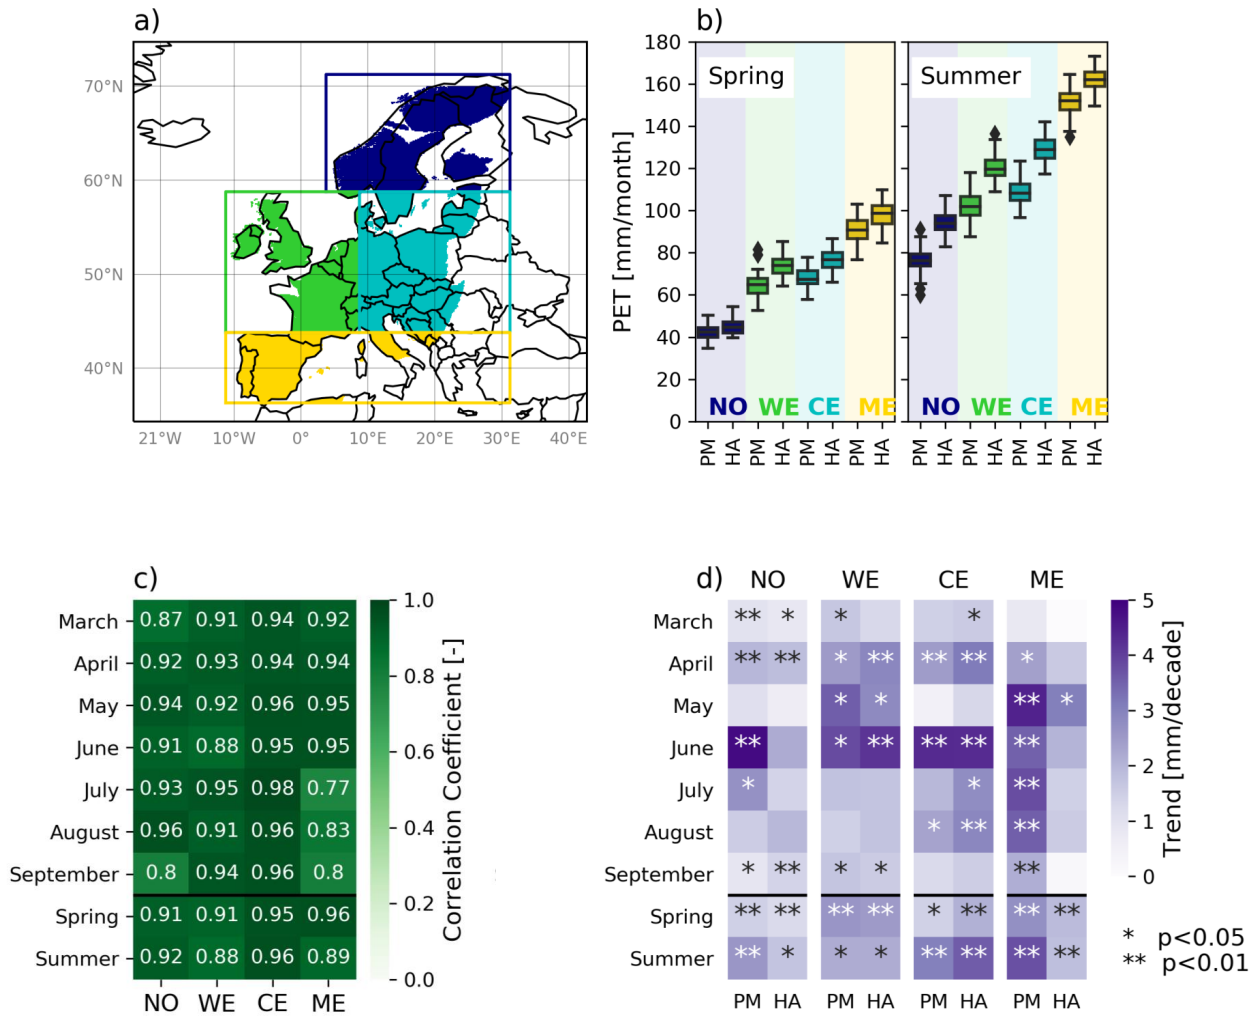 a)
70°N
60°N
50°N
40°N
21°W 10°W 0° 10°E 20°E 30°E 40°E
b)
PET [mm/month]
180
160
140
120
100
80
60
40
20
0
Spring Summer
NO WE CE ME NO WE CE ME
PM HA PM HA PM HA PM HA PM HA PM HA PM HA PM HA
c)
March 0.87 0.91 0.94 0.92
April 0.92 0.93 0.94 0.94
May 0.94 0.92 0.96 0.95
June 0.91 0.88 0.95 0.95
July 0.93 0.95 0.98 0.77
August 0.96 0.91 0.96 0.83
September 0.8 0.94 0.96 0.8
Spring 0.91 0.91 0.95 0.96
Summer 0.92 0.88 0.96 0.89
NO WE CE ME
1.0
0.8
0.6
0.4
0.2
0.0
Correlation Coefficient [-]
d)
NO WE CE ME
March ** * * *
April ** ** * ** ** ** *
May * * ** *
June ** * ** ** ** **
July * * **
August * ** **
September * ** * * **
Spring ** ** ** ** * ** ** **
Summer ** * * * ** ** ** **
PM HA PM HA PM HA PM HA
5
4
3
2
1
0
Trend [mm/decade]
* p<0.05
** p<0.01